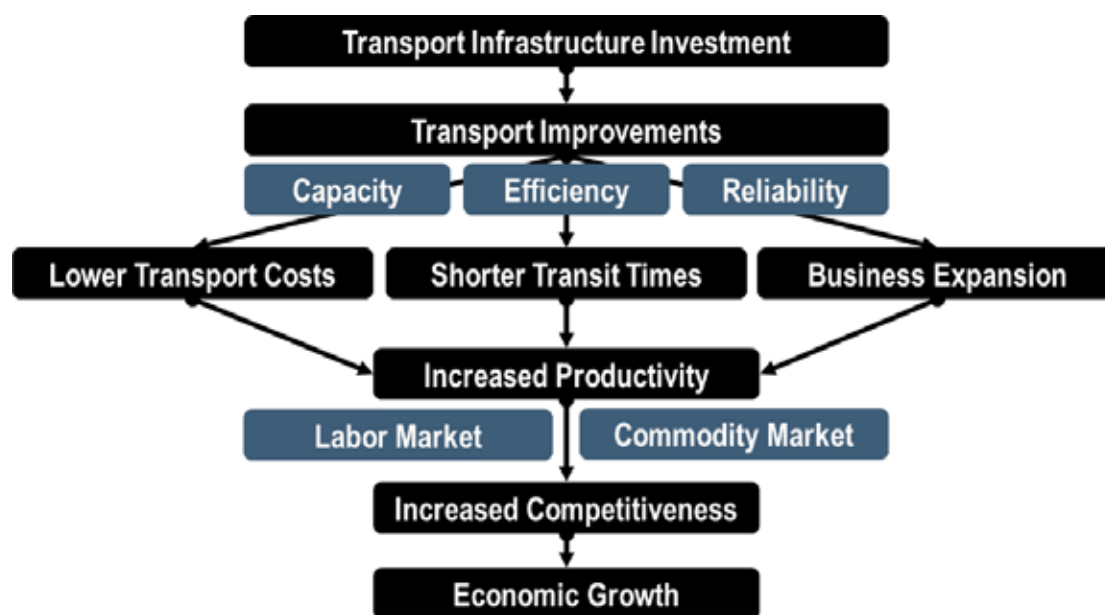 Transport Infrastructure Investment
Transport Improvements
Capacity
Efficiency
Reliability
Lower Transport Costs
Shorter Transit Times
Business Expansion
Increased Productivity
Labor Market
Commodity Market
Increased Competitiveness
Economic Growth